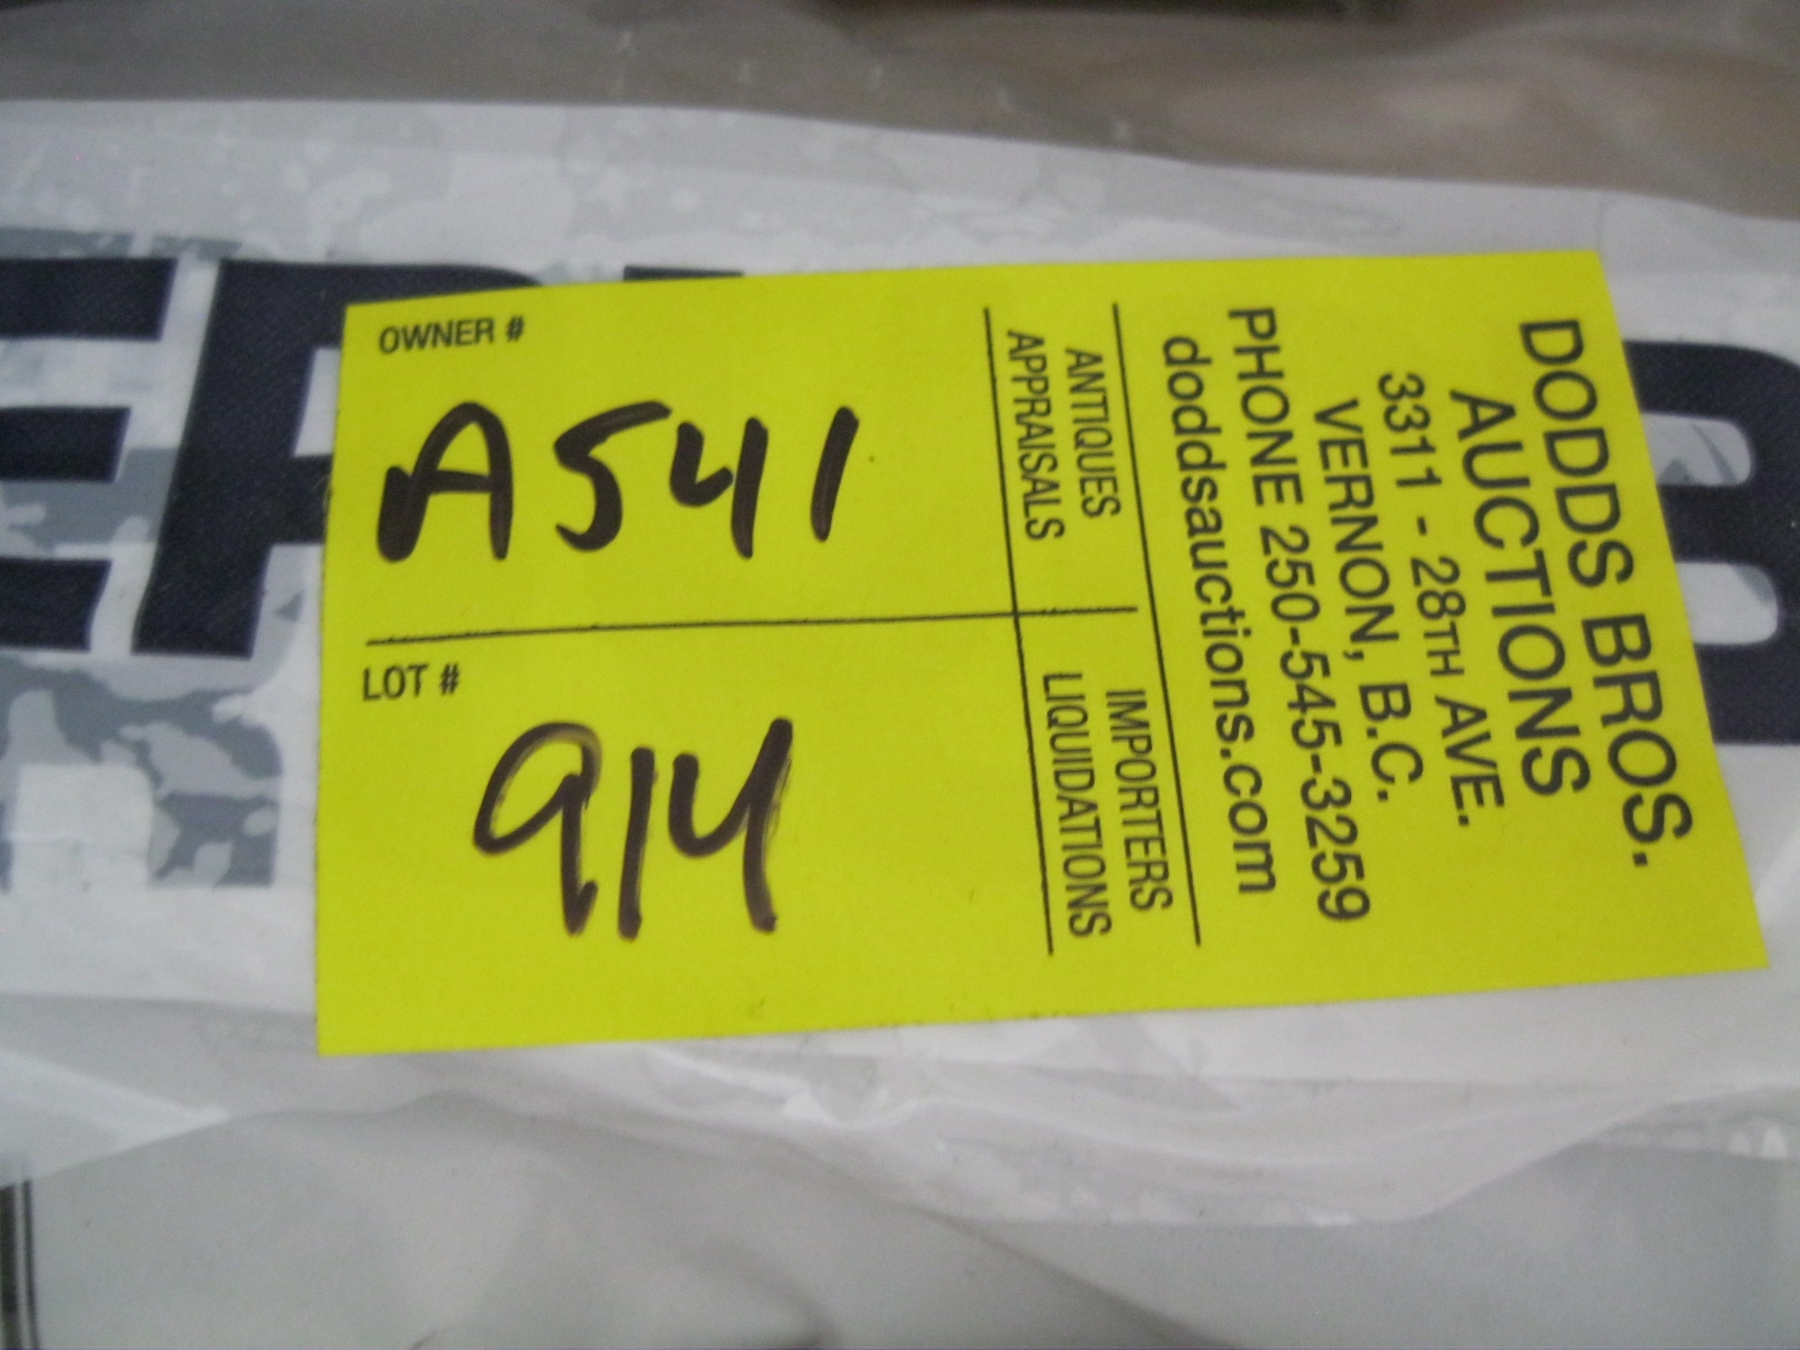 OWNER #
A541
LOT #
914
ANTIQUES
APPRAISALS
IMPORTERS
LIQUIDATIONS
DODDS BROS.
AUCTIONS
3311 - 28TH AVE.
VERNON, B.C.
PHONE 250-545-3259
doddsauctions.com